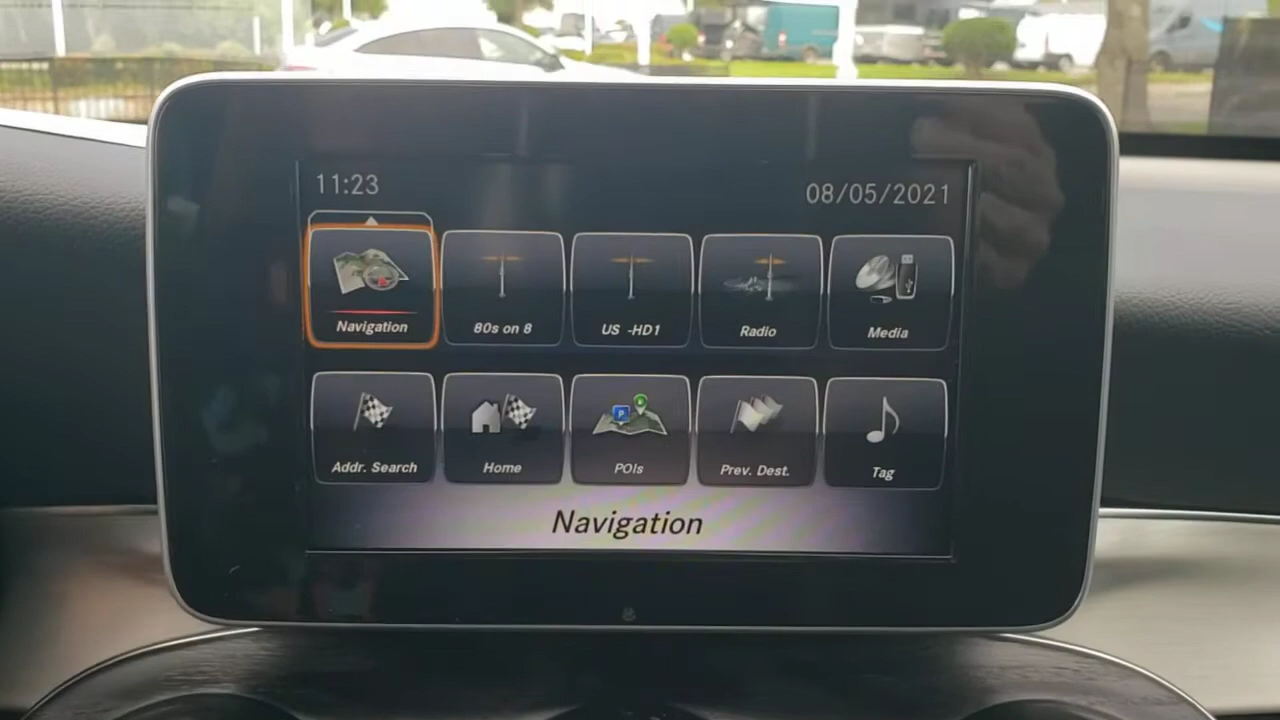 11:23
08/05/2021
Navigation
80s on 8
US -HD1
Radio
Media
Addr. Search
Home
P
POIs
Prev. Dest.
Tag
Navigation